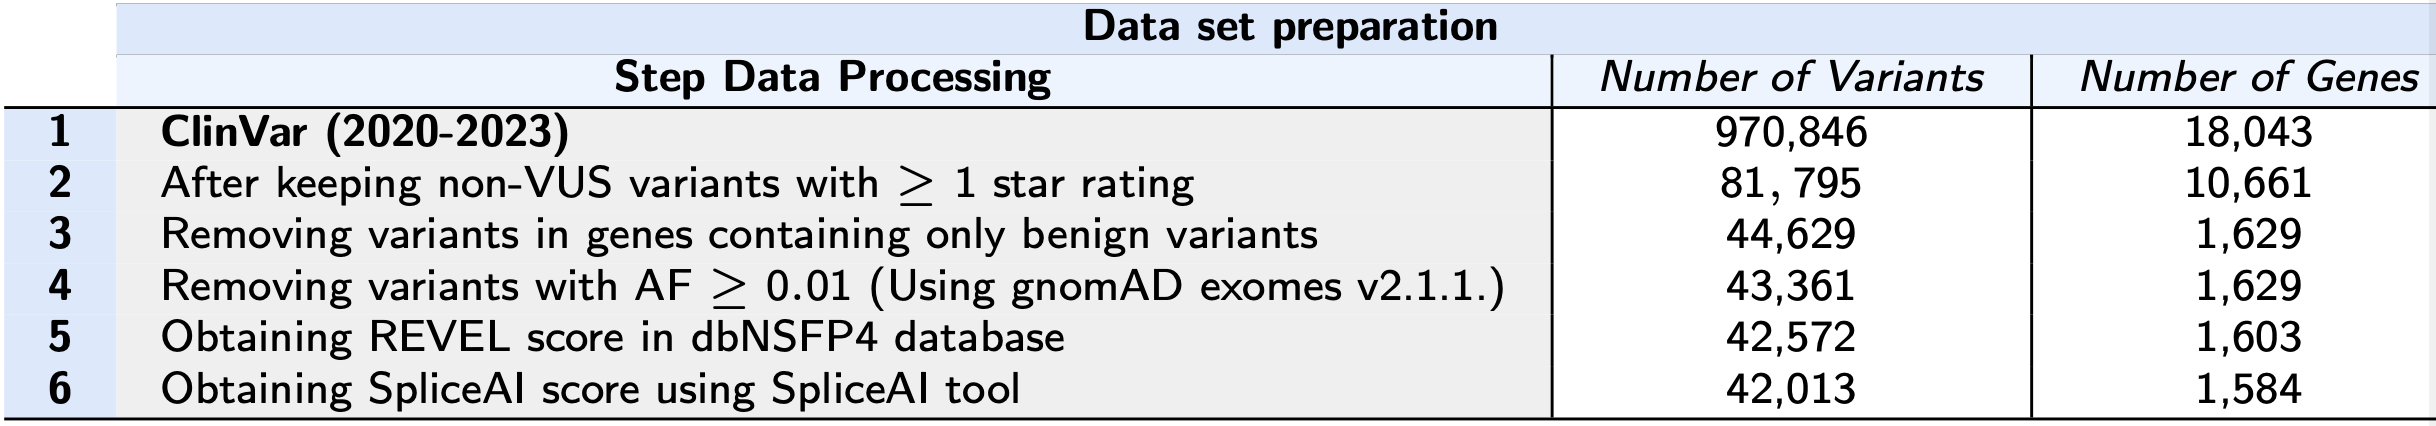 Data set preparation
Step Data Processing Number of Variants Number of Genes
1 ClinVar (2020-2023) 970,846 18,043
2 After keeping non-VUS variants with ≥ 1 star rating 81, 795 10,661
3 Removing variants in genes containing only benign variants 44,629 1,629
4 Removing variants with AF ≥ 0.01 (Using gnomAD exomes v2.1.1.) 43,361 1,629
5 Obtaining REVEL score in dbNSFP4 database 42,572 1,603
6 Obtaining SpliceAI score using SpliceAI tool 42,013 1,584